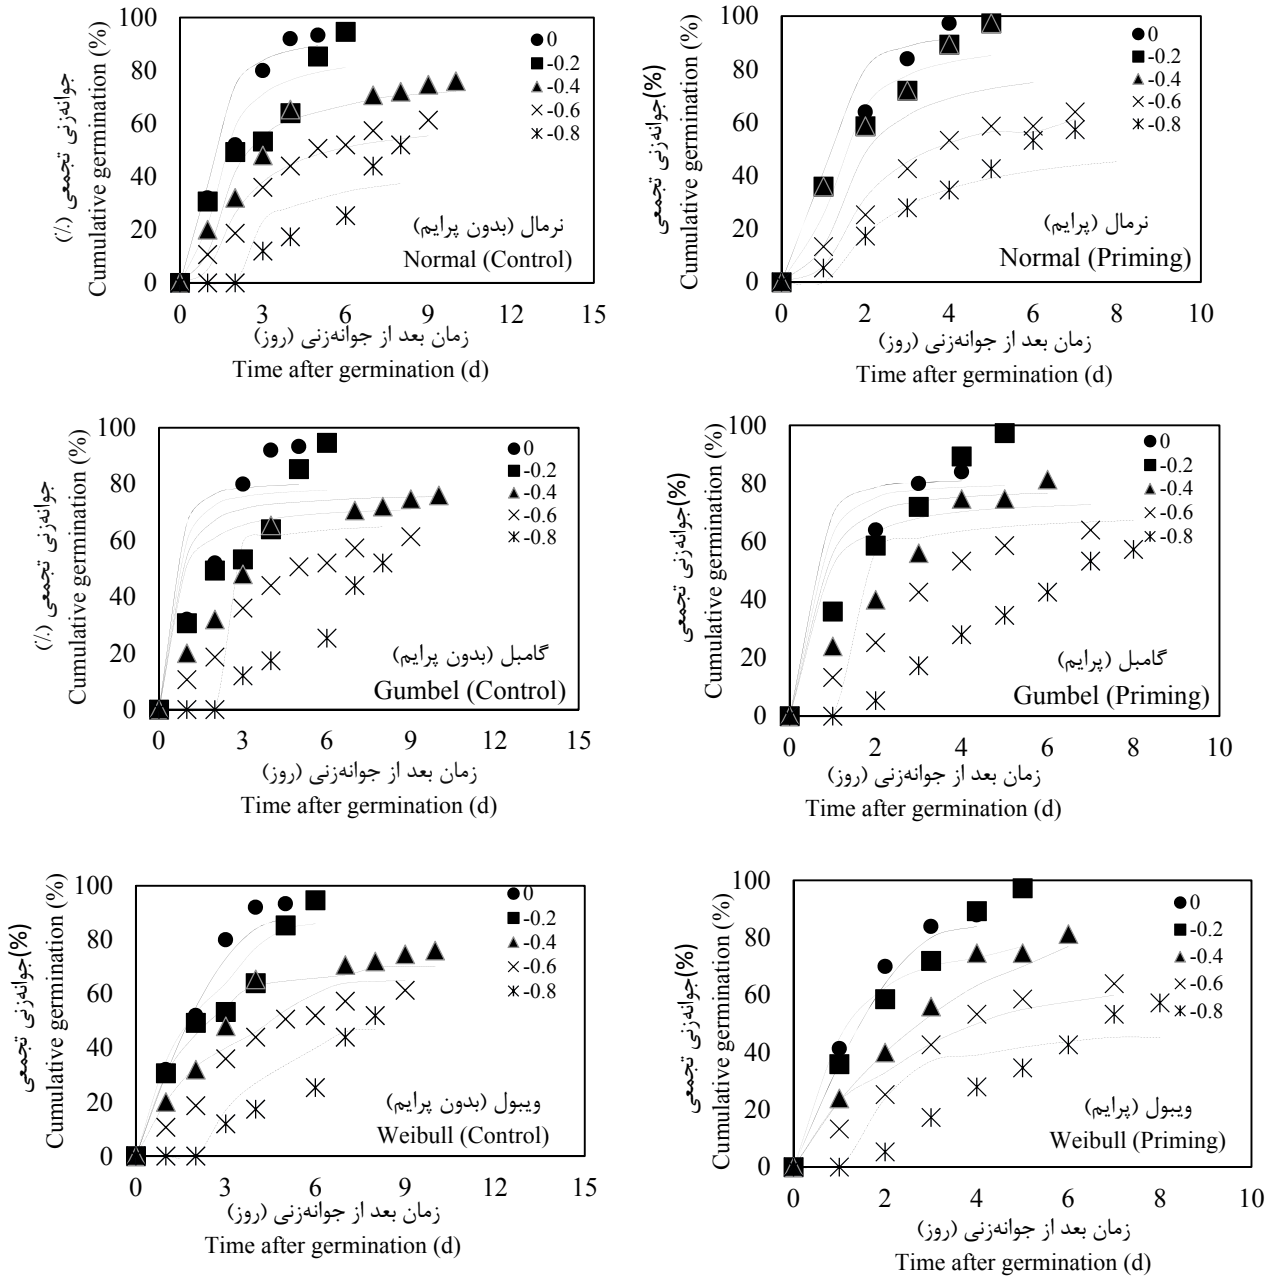 جوانه‌زنی تجمعی (٪)
Cumulative germination (%)
100
80
60
40
20
0
0
3
6
9
12
15
0
-0.2
-0.4
-0.6
-0.8
نرمال (بدون پرایم)
Normal (Control)
زمان بعد از جوانه‌زنی (روز)
Time after germination (d)
جوانه‌زنی تجمعی(%)
Cumulative germination (%)
100
80
60
40
20
0
0
2
4
6
8
10
0
-0.2
-0.4
-0.6
-0.8
نرمال (پرایم)
Normal (Priming)
زمان بعد از جوانه‌زنی (روز)
Time after germination (d)
جوانه‌زنی تجمعی (٪)
Cumulative germination (%)
100
80
60
40
20
0
0
3
6
9
12
15
0
-0.2
-0.4
-0.6
-0.8
گامبل (بدون پرایم)
Gumbel (Control)
زمان بعد از جوانه‌زنی (روز)
Time after germination (d)
جوانه‌زنی تجمعی(%)
Cumulative germination (%)
100
80
60
40
20
0
0
2
4
6
8
10
0
-0.2
-0.4
-0.6
-0.8
گامبل (پرایم)
Gumbel (Priming)
زمان بعد از جوانه‌زنی (روز)
Time after germination (d)
جوانه‌زنی تجمعی(%)
Cumulative germination (%)
100
80
60
40
20
0
0
3
6
9
12
15
0
-0.2
-0.4
-0.6
-0.8
ویبول (بدون پرایم)
Weibull (Control)
زمان بعد از جوانه‌زنی (روز)
Time after germination (d)
جوانه‌زنی تجمعی(%)
Cumulative germination (%)
100
80
60
40
20
0
0
2
4
6
8
10
0
-0.2
-0.4
-0.6
-0.8
ویبول (پرایم)
Weibull (Priming)
زمان بعد از جوانه‌زنی (روز)
Time after germination (d)